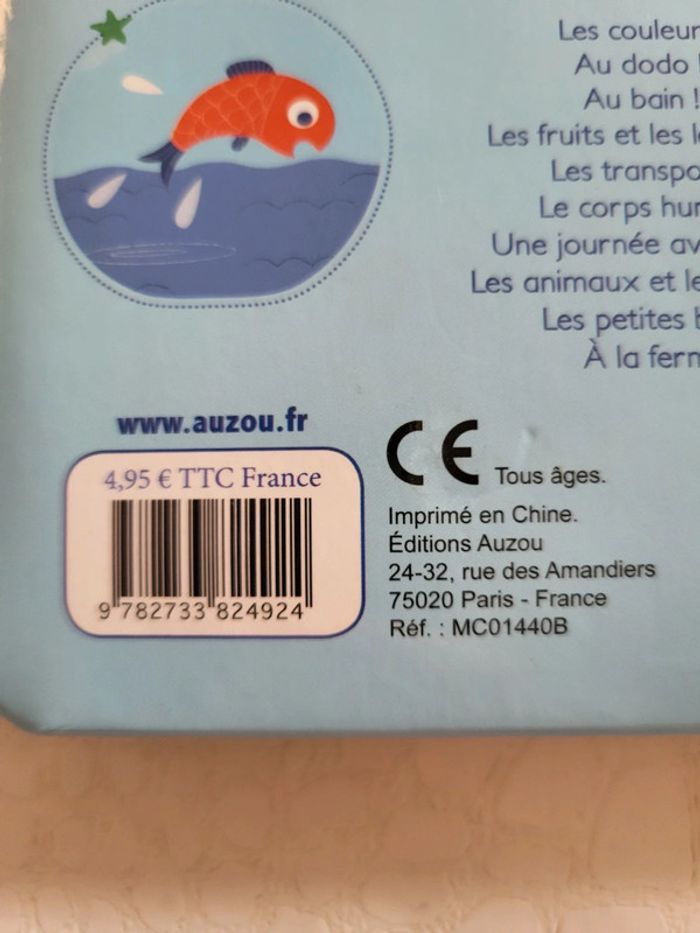 Les couleur
Au dodo !
Au bain !
Les fruits et les l
Les transpo
Le corps hu
Une journée av
Les animaux et le
Les petites b
À la ferm
www.auzou.fr
4,95 € TTC France
9 782733 824924
CE Tous âges.
Imprimé en Chine.
Éditions Auzou
24-32, rue des Amandiers
75020 Paris - France
Réf. : MC01440B